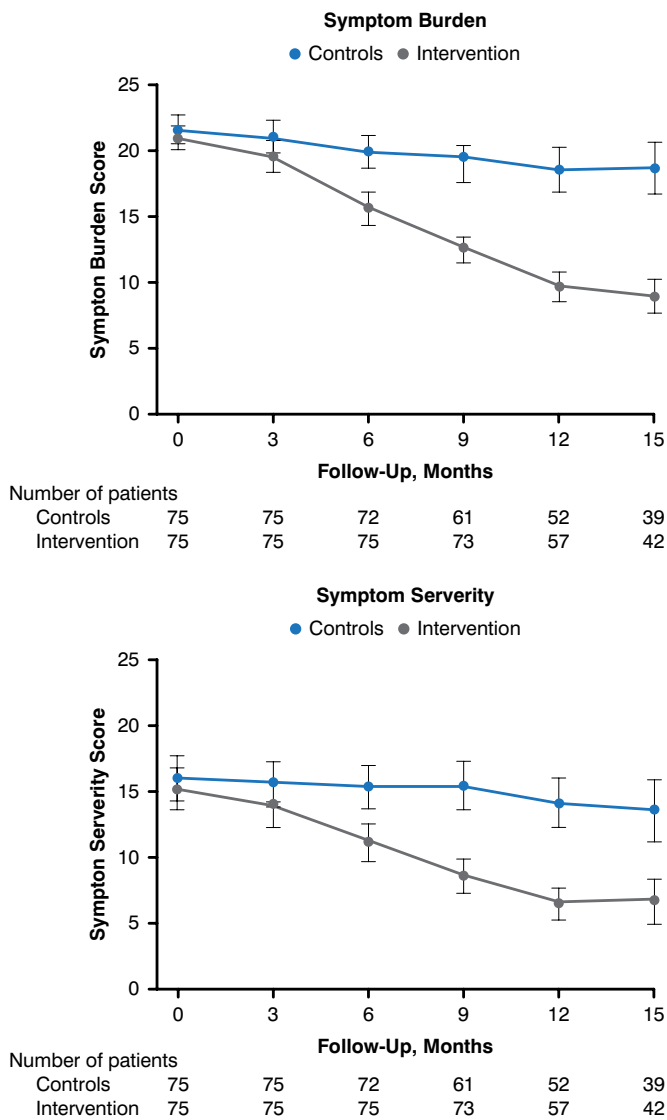 Symptom Burden
Controls Intervention
25
20
15
10
5
0
Sympton Burden Score
0 3 6 9 12 15
Follow-Up, Months
Number of patients
Controls 75 75 72 61 52 39
Intervention 75 75 75 73 57 42
Symptom Serverity
Controls Intervention
25
20
15
10
5
0
Sympton Serverity Score
0 3 6 9 12 15
Follow-Up, Months
Number of patients
Controls 75 75 72 61 52 39
Intervention 75 75 75 73 57 42